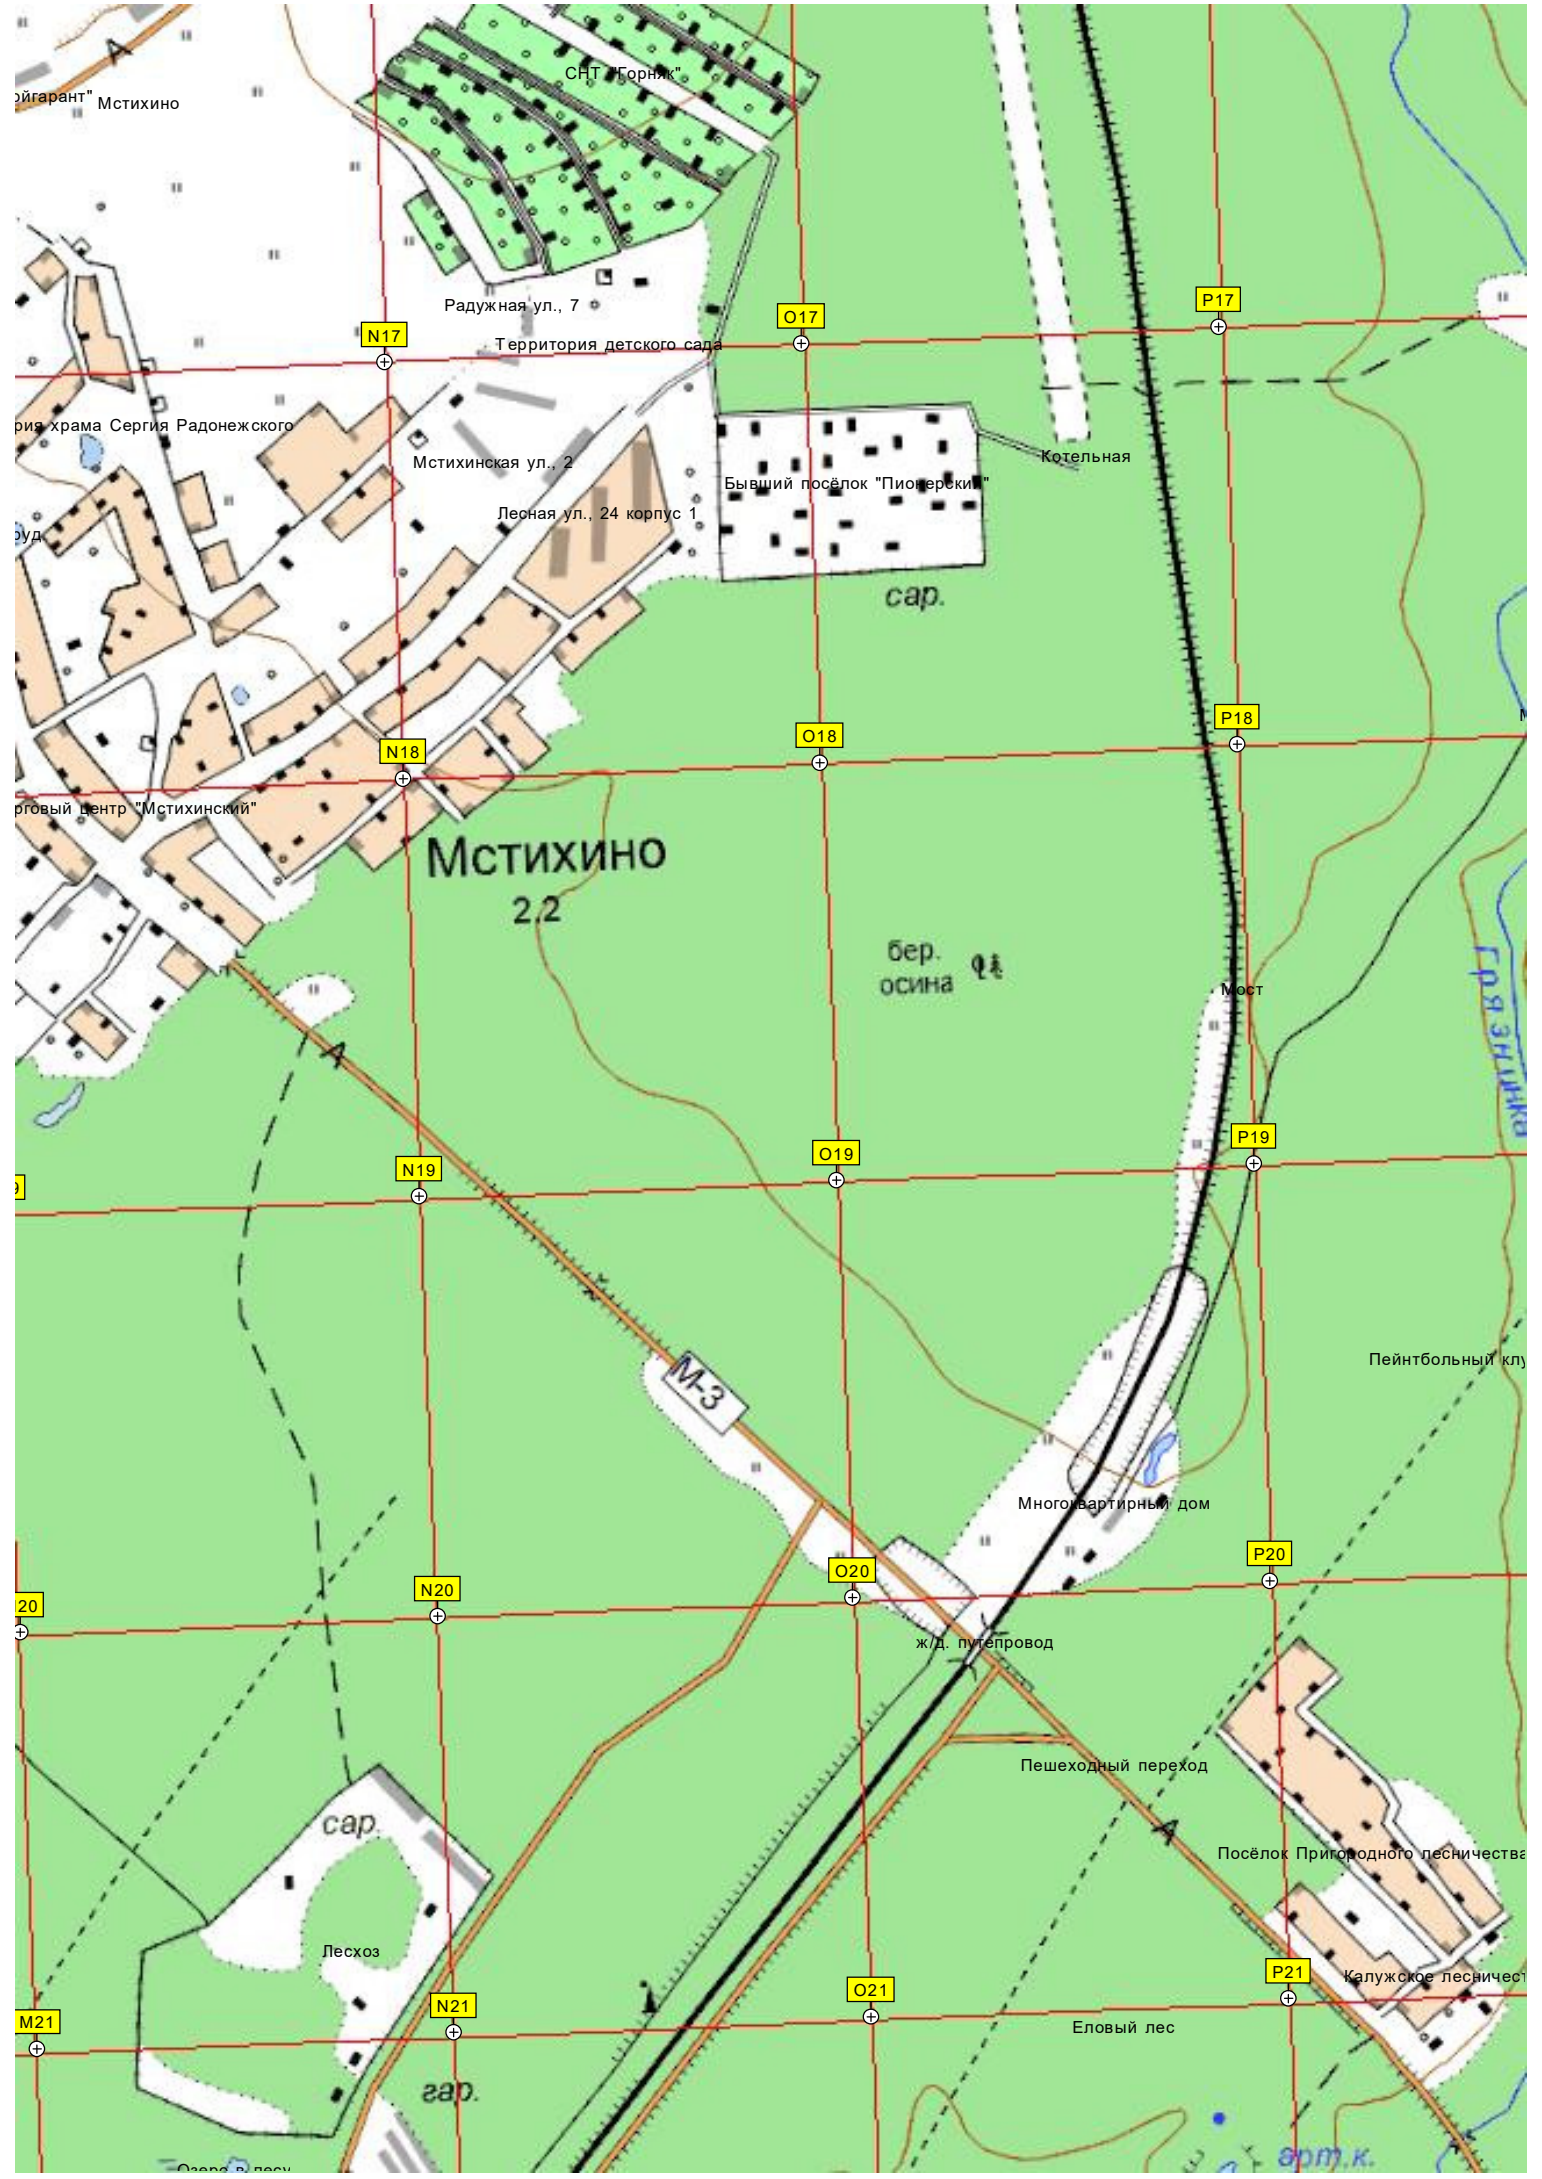 СНТ "Горняк"
ойгарант" Мстихино
Радужная ул., 7
P17
O17
N17
Территория детского сада
рия храма Сергия Радонежского
Котельная
Мстихинская ул., 2
Бывший посёлок "Пионерский"
Лесная ул., 24 корпус 1
уд
сар.
P18
O18
N18
рговый центр "Мстихинский"
Мстихино
2.2
бер.
осина
Мост
Грязнинка
P19
O19
N19
9
Пейнтбольный клу
М-3
Многоквартирный дом
P20
O20
N20
20
ж/д. путепровод
Пешеходный переход
сар.
Посёлок Пригородного лесничества
Лесхоз
P21
Калужское лесничест
O21
N21
M21
Еловый лес
гар.
арт.к.
Озеро в лесу